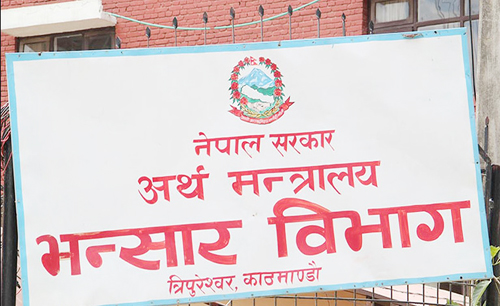 नेपाल सरकार
अर्थ मन्त्रालय
भन्सार विभाग
त्रिपुरेश्वर, काठमाण्डौ